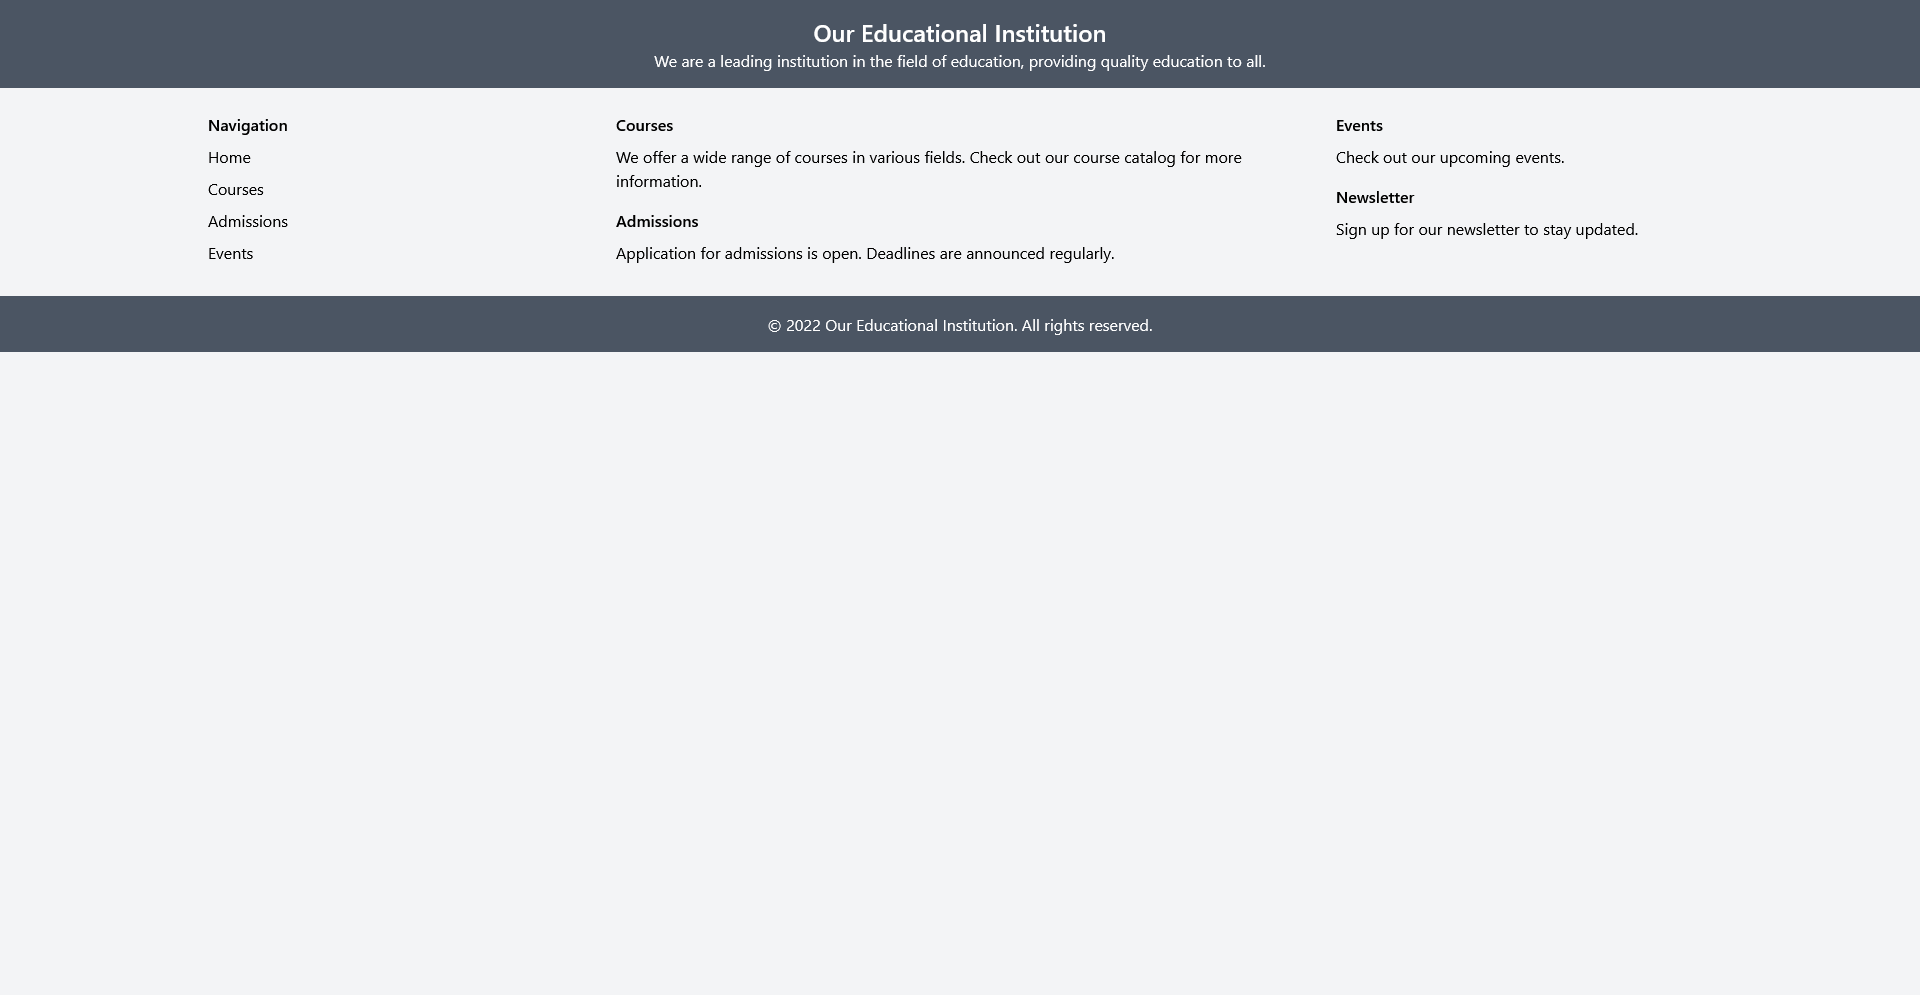 Our Educational Institution
We are a leading institution in the field of education, providing quality education to all.
Navigation
Home
Courses
Admissions
Events
Courses
We offer a wide range of courses in various fields. Check out our course catalog for more
information.
Admissions
Application for admissions is open. Deadlines are announced regularly.
Events
Check out our upcoming events.
Newsletter
Sign up for our newsletter to stay updated.
© 2022 Our Educational Institution. All rights reserved.